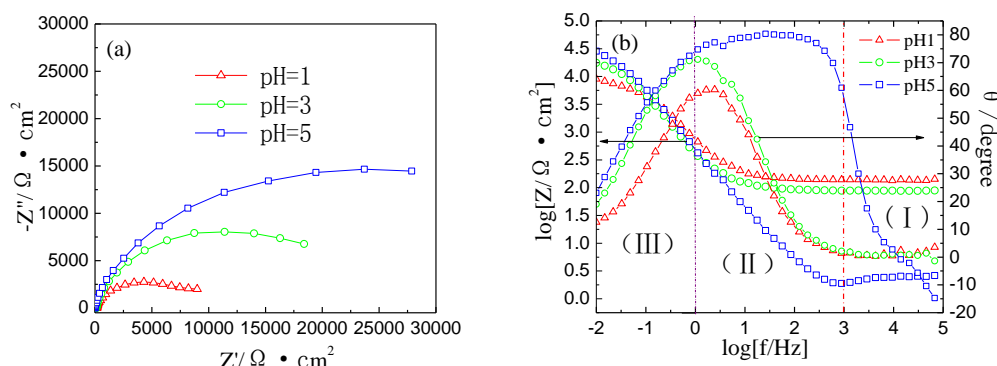 (a)
30000
25000
20000
15000
10000
5000
0
-Z''/Ω • cm²
pH=1
pH=3
pH=5
0 5000 10000 15000 20000 25000 30000
Z'/Ω • cm²
(b)
5.0
4.5
4.0
3.5
3.0
2.5
2.0
1.5
1.0
0.5
0.0
log[Z/Ω • cm²]
pH1
pH3
pH5
(III)
(II)
(I)
80
70
60
50
40
30
20
10
0
-10
-20
θ/ degree
-2 -1 0 1 2 3 4 5
log[f/Hz]